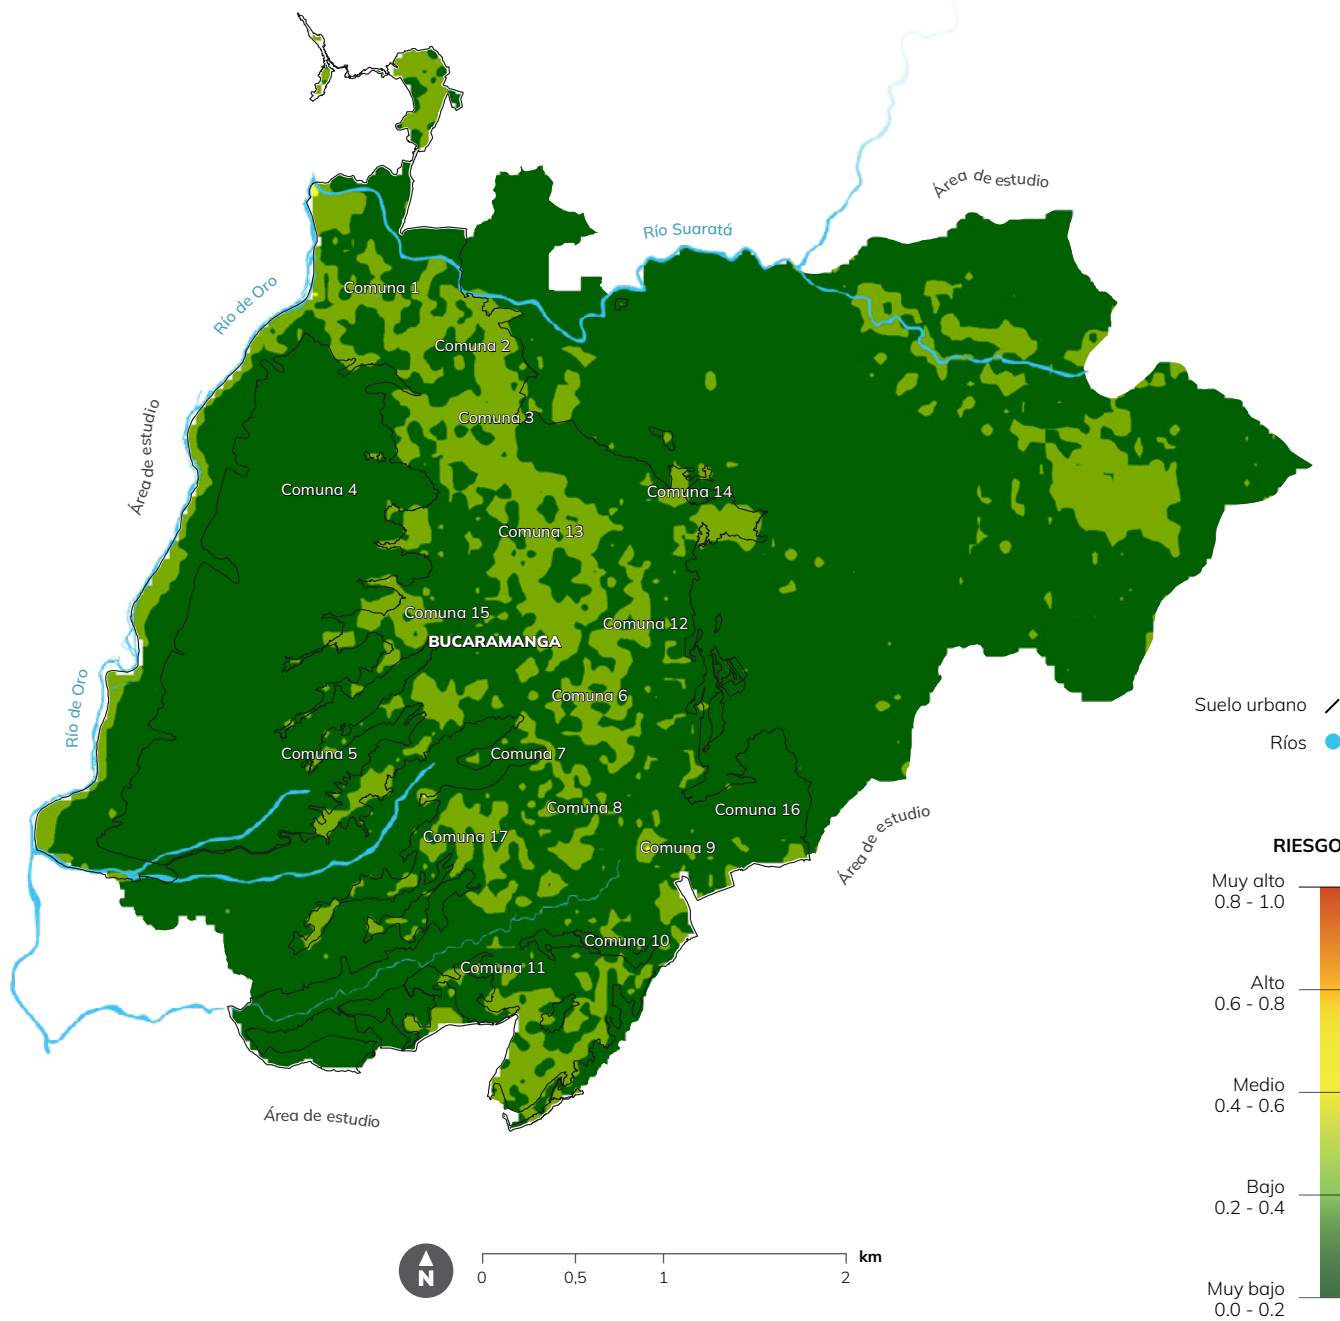 Área de estudio
Río Suaratá
Río de Oro
Comuna 1
Comuna 2
Área de estudio
Comuna 3
Comuna 4
Comuna 14
Comuna 13
Comuna 15
Comuna 12
BUCARAMANGA
Río de Oro
Comuna 6
Comuna 5
Comuna 7
Comuna 8
Comuna 16
Comuna 17
Comuna 9
Área de estudio
Comuna 10
Comuna 11
Área de estudio
Suelo urbano
Ríos
RIESGO
Muy alto
0.8 - 1.0
Alto
0.6 - 0.8
Medio
0.4 - 0.6
Bajo
0.2 - 0.4
Muy bajo
0.0 - 0.2
N
km
0 0,5 1 2